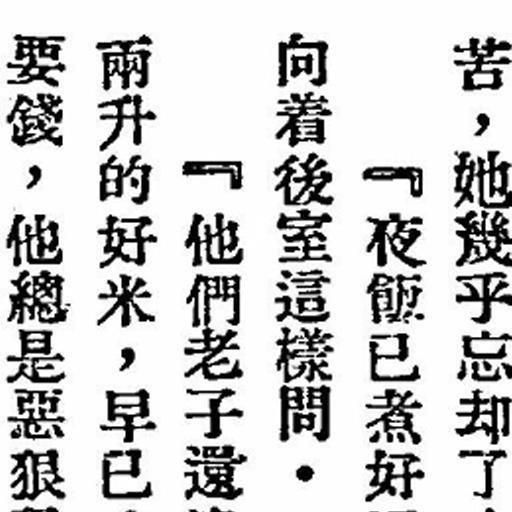 苦，她幾乎忘却了
『夜飯已煮好
向着後室這樣問．
『他們老子還
兩升的好米，早已
要錢，他總是惡狠